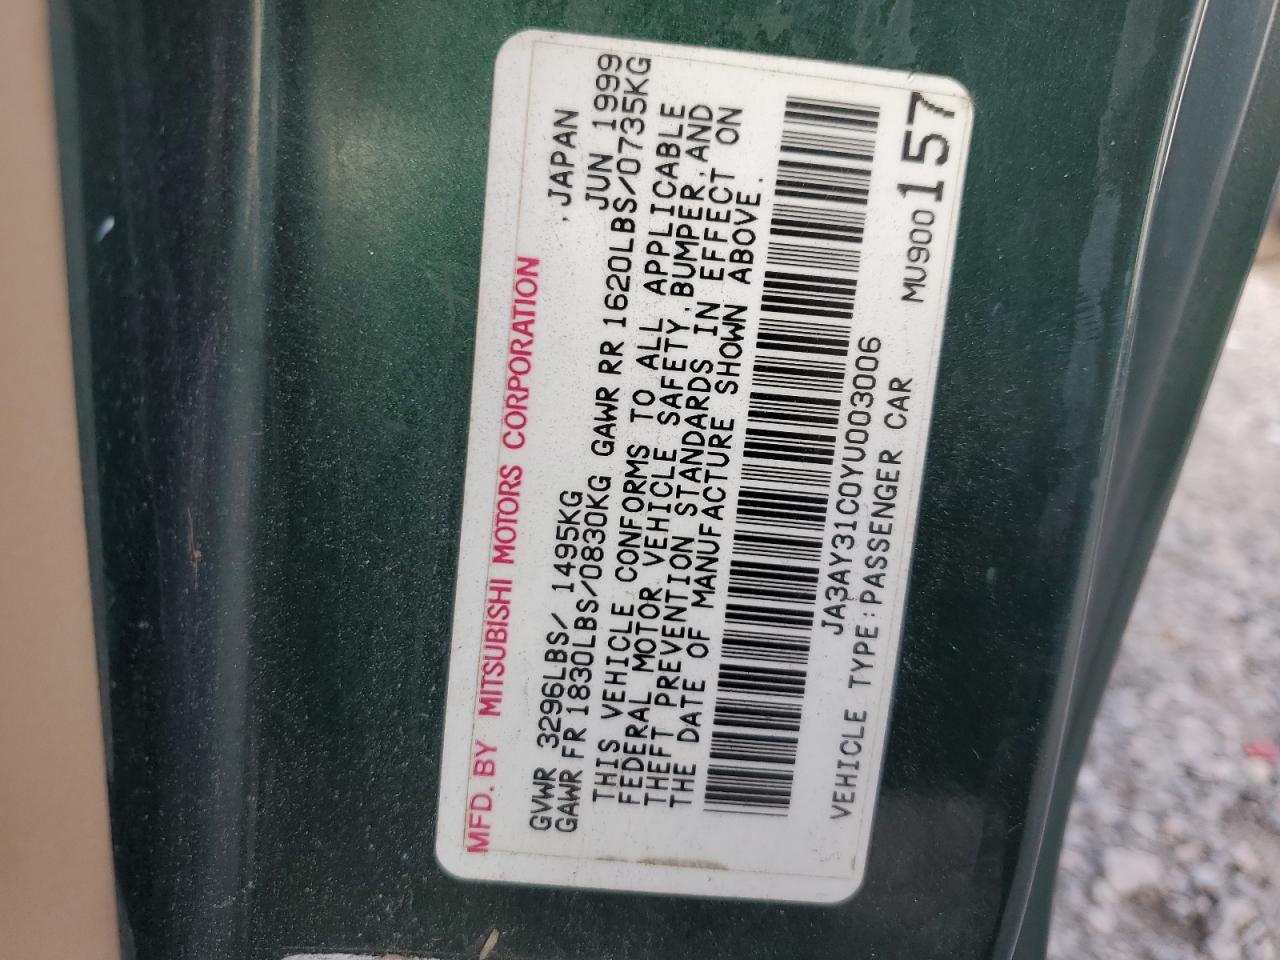 MFD. BY MITSUBISHI MOTORS CORPORATION
, JAPAN
GVWR 3296LBS/ 1495KG JUN 1999
GAWR FR 1830LBS/0830KG GAWR RR 1620LBS/0735KG
THIS VEHICLE CONFORMS TO ALL APPLICABLE
FEDERAL MOTOR VEHICLE SAFETY, BUMPER, AND
THEFT PREVENTION STANDARDS IN EFFECT ON
THE DATE OF MANUFACTURE SHOWN ABOVE.
JA3AY31C0YU003006
VEHICLE TYPE: PASSENGER CAR MU900157